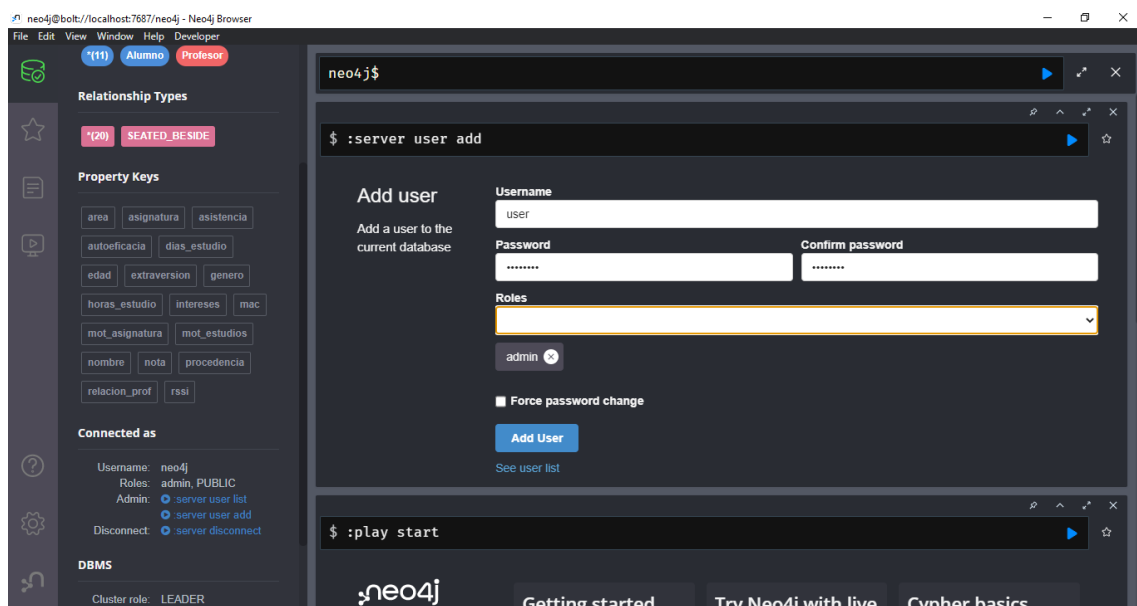 neo4j@bolt://localhost:7687/neo4j - Neo4j Browser
File Edit View Window Help Developer
*(11) Alumno Profesor
Relationship Types
*(20) SEATED_BESIDE
Property Keys
area asignatura asistencia
autoeficacia dias_estudio
edad extraversion genero
horas_estudio intereses mac
mot_asignatura mot_estudios
nombre nota procedencia
relacion_prof rssi
Connected as
Username: neo4j
Roles: admin, PUBLIC
Admin: :server user list
:server user add
Disconnect: :server disconnect
DBMS
Cluster role: LEADER
neo4j$
$ :server user add
Add user
Add a user to the
current database
Username
user
Password Confirm password
•••••••• ••••••••
Roles
admin
Force password change
Add User
See user list
$ :play start
neo4j
Getting started Try Neo4j with live Cypher basics